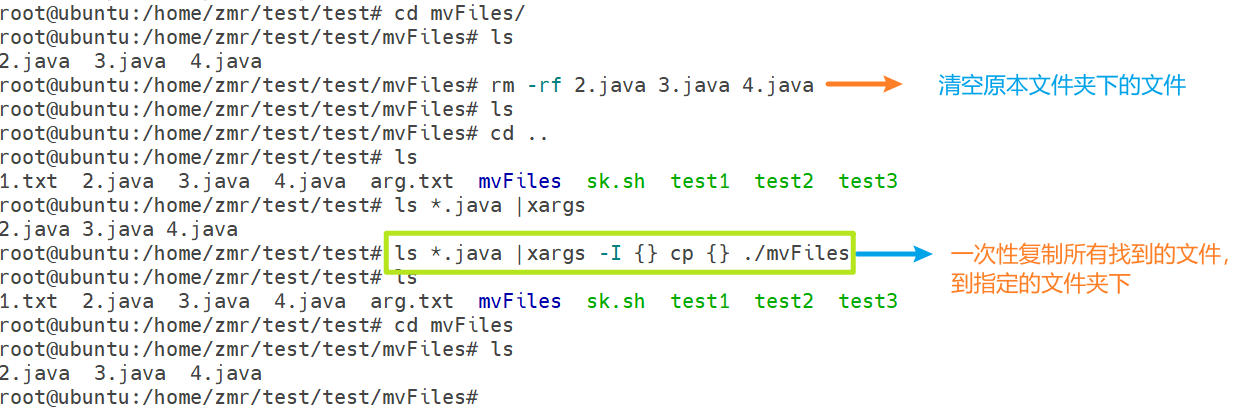 root@ubuntu:/home/zmr/test/test# cd mvFiles/
root@ubuntu:/home/zmr/test/test/mvFiles# ls
2.java  3.java  4.java
root@ubuntu:/home/zmr/test/test/mvFiles# rm -rf 2.java 3.java 4.java 清空原本文件夹下的文件
root@ubuntu:/home/zmr/test/test/mvFiles# ls
root@ubuntu:/home/zmr/test/test/mvFiles# cd ..
root@ubuntu:/home/zmr/test/test# ls
1.txt  2.java  3.java  4.java  arg.txt  mvFiles  sk.sh  test1  test2  test3
root@ubuntu:/home/zmr/test/test# ls *.java |xargs
2.java 3.java 4.java
root@ubuntu:/home/zmr/test/test# ls *.java |xargs -I {} cp {} ./mvFiles 一次性复制所有找到的文件，
root@ubuntu:/home/zmr/test/test# ls 到指定的文件夹下
1.txt  2.java  3.java  4.java  arg.txt  mvFiles  sk.sh  test1  test2  test3
root@ubuntu:/home/zmr/test/test# cd mvFiles
root@ubuntu:/home/zmr/test/test/mvFiles# ls
2.java  3.java  4.java
root@ubuntu:/home/zmr/test/test/mvFiles#